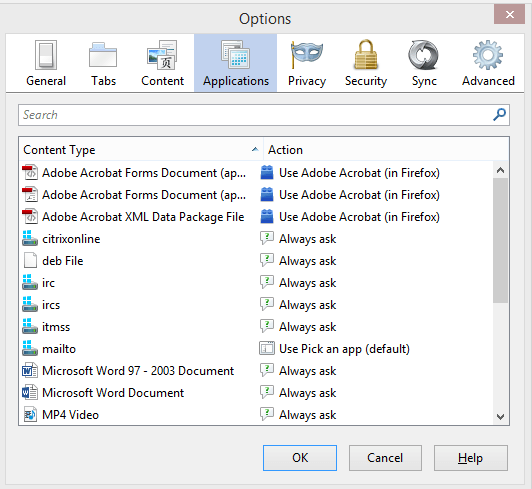 Options
General Tabs Content Applications Privacy Security Sync Advanced
Search
Content Type Action
Adobe Acrobat Forms Document (ap... Use Adobe Acrobat (in Firefox)
Adobe Acrobat Forms Document (ap... Use Adobe Acrobat (in Firefox)
Adobe Acrobat XML Data Package File Use Adobe Acrobat (in Firefox)
citrixonline Always ask
deb File Always ask
irc Always ask
ircs Always ask
itmss Always ask
mailto Use Pick an app (default)
Microsoft Word 97 - 2003 Document Always ask
Microsoft Word Document Always ask
MP4 Video Always ask
OK Cancel Help